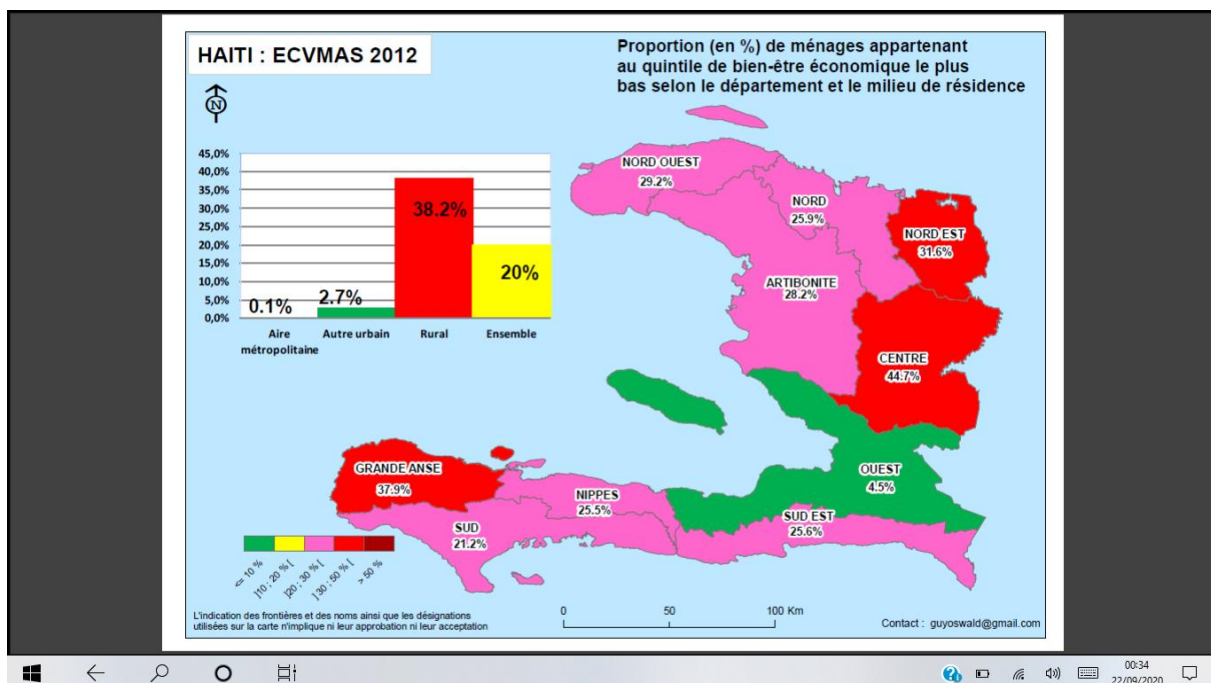 HAITI : ECVMAS 2012
Proportion (en %) de ménages appartenant
au quintile de bien-être économique le plus
bas selon le département et le milieu de résidence
N
45,0%
40,0%
35,0%
30,0%
25,0%
20,0%
15,0%
10,0%
5,0%
0,0%
0.1%
2.7%
38.2%
20%
Aire
métropolitaine
Autre urbain
Rural
Ensemble
NORD OUEST
29.2%
NORD
25.9%
NORD EST
31.6%
ARTIBONITE
28.2%
CENTRE
44.7%
OUEST
4.5%
GRANDE ANSE
37.9%
NIPPES
25.5%
SUD EST
25.6%
SUD
21.2%
<= 10 %
]10 ; 20 % [
]20 ; 30 % [
]30 ; 50 % [
> 50 %
L'indication des frontières et des noms ainsi que les désignations
utilisées sur la carte n'implique ni leur approbation ni leur acceptation
0 50 100 Km
Contact : guyoswald@gmail.com
00:34
22/09/2020